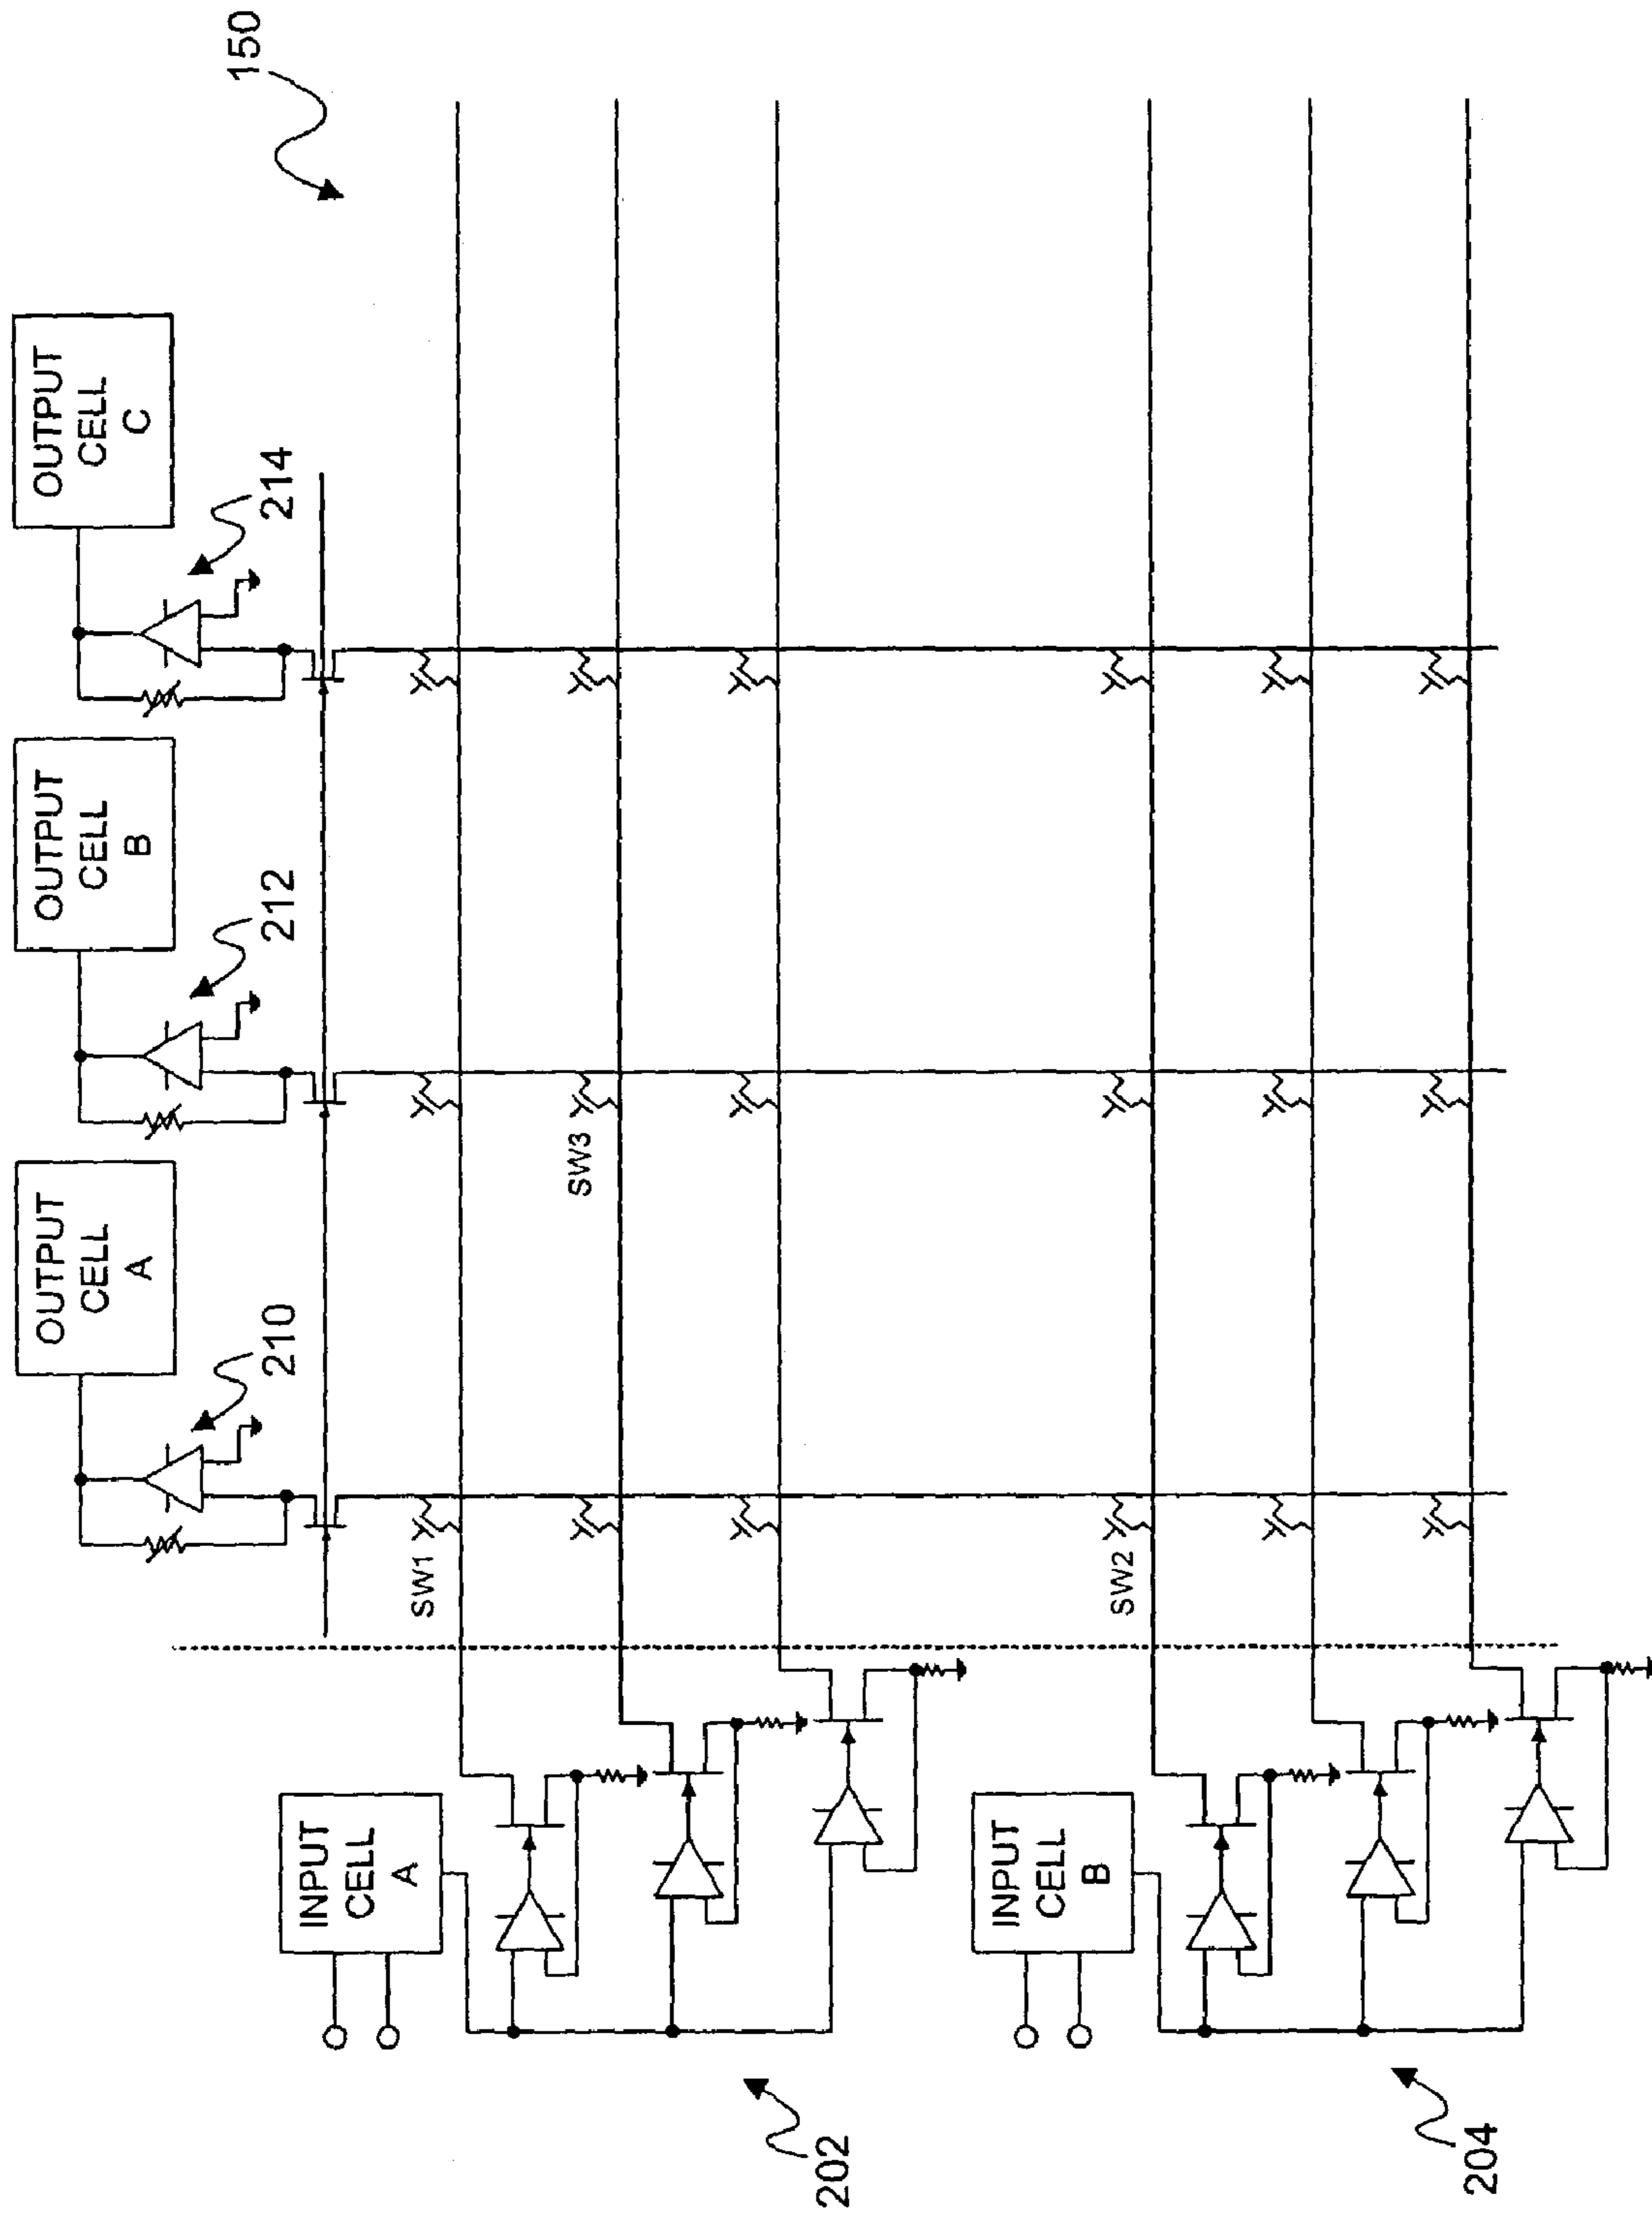 150
OUTPUT
CELL
A
OUTPUT
CELL
B
OUTPUT
CELL
C
210
212
214
SW1
SW3
SW2
INPUT
CELL
A
202
INPUT
CELL
B
204